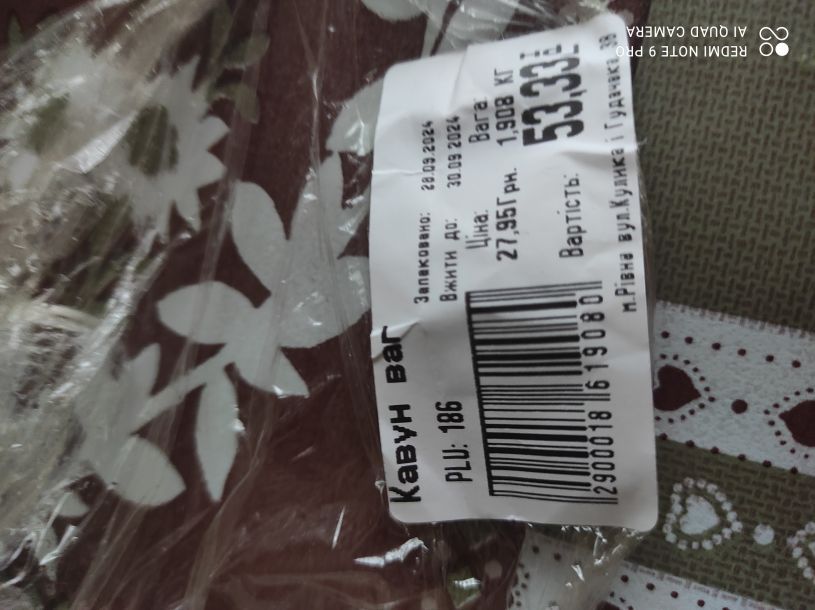 Кавун ваг
PLU: 186
Запаковано: 28.09.2024
Вжити до: 30.09 2024
Ціна: Вага:
27,95Грн. 1,908 КГ
Вартість: 53,33
2900018 619080
м.Рівне вул.Кулика і Гудачека, 38
REDMI NOTE 9 PRO
AI QUAD CAMERA